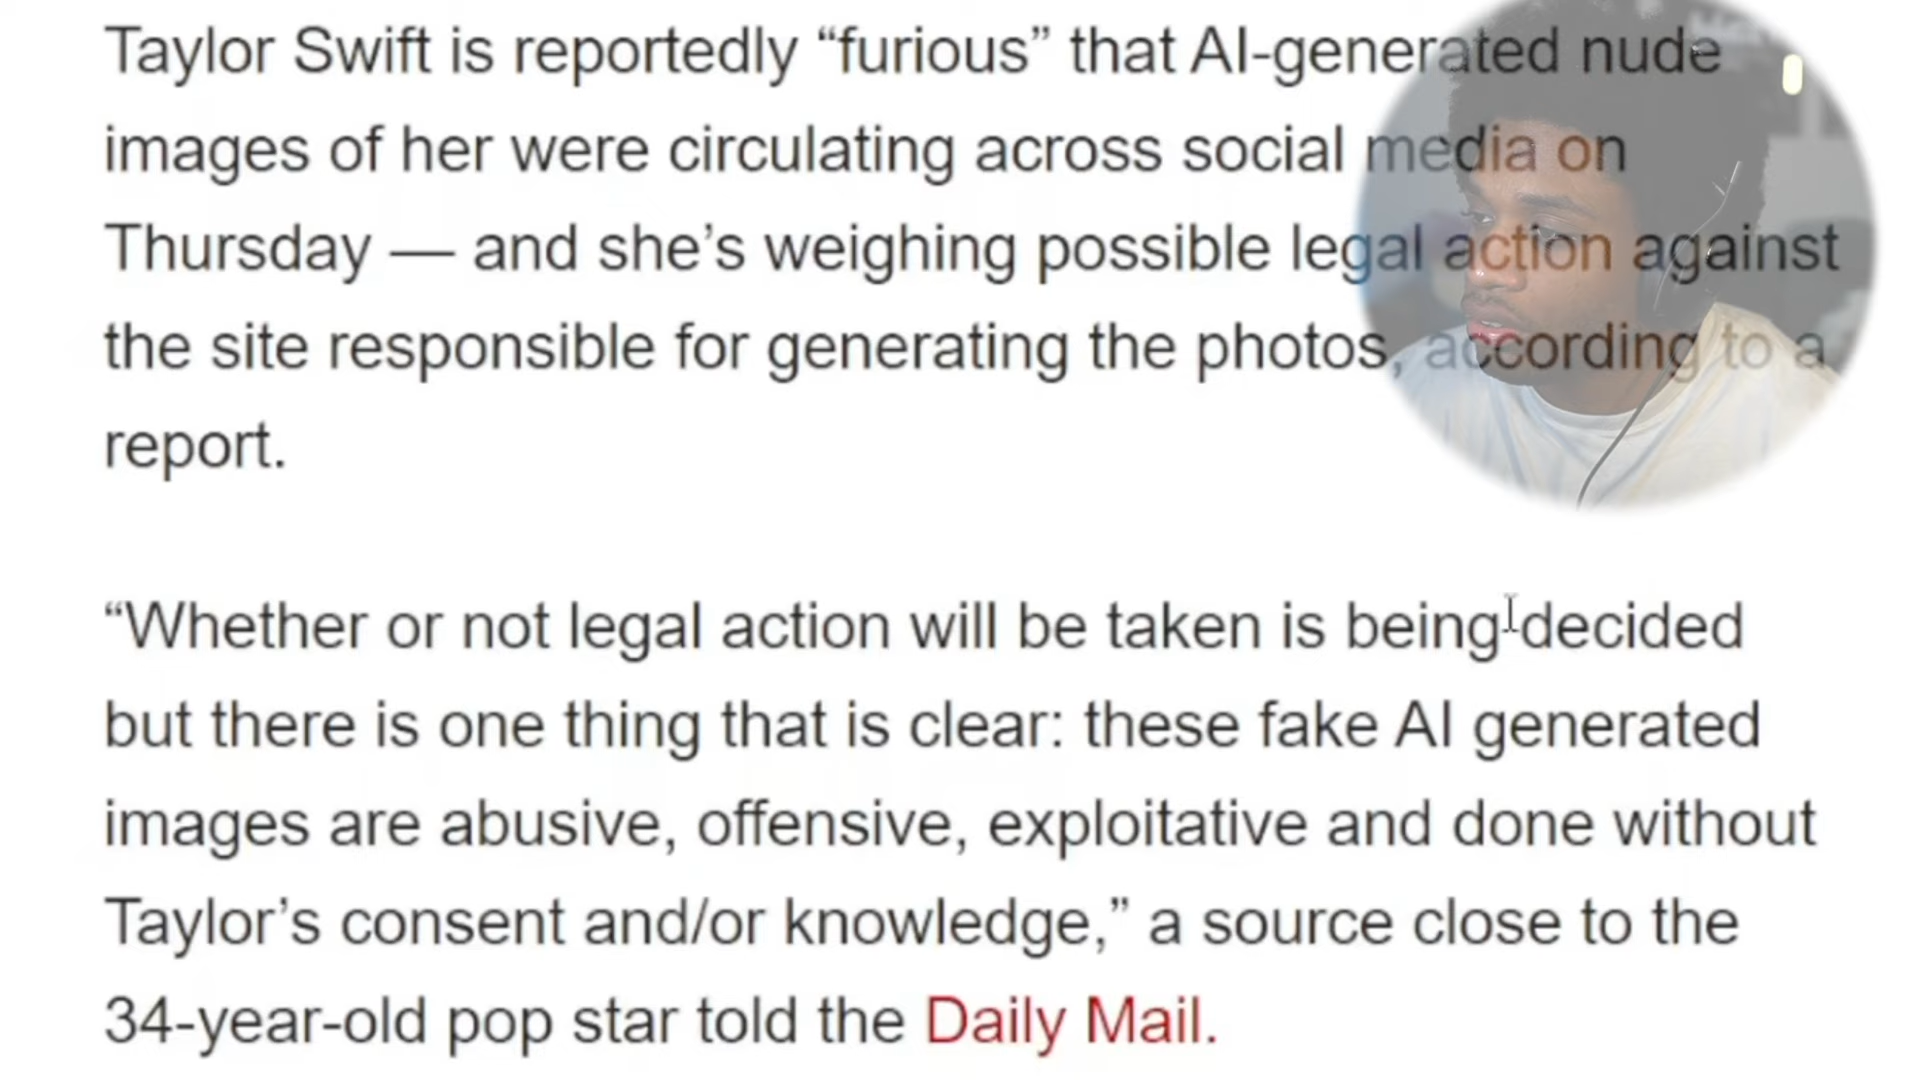 Taylor Swift is reportedly “furious” that AI-generated nude
images of her were circulating across social media on
Thursday — and she’s weighing possible legal action against
the site responsible for generating the photos, according to a
report.
“Whether or not legal action will be taken is being decided
but there is one thing that is clear: these fake AI generated
images are abusive, offensive, exploitative and done without
Taylor’s consent and/or knowledge,” a source close to the
34-year-old pop star told the Daily Mail.